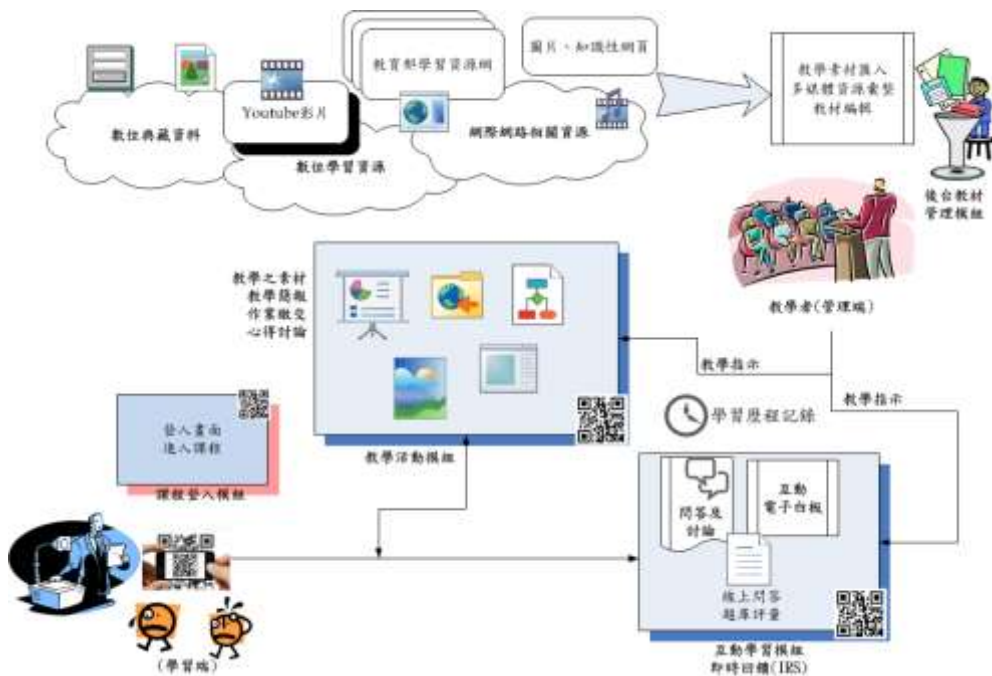 圖片、知識性網頁
教育部學習資源網
Youtube影片
數位典藏資料
網際網路相關資源
數位學習資源
教學素材匯入
多媒體資源彙整
教材編輯
後台教材
管理模組
教學者(管理端)
教學之素材
教學簡報
作業繳交
心得討論
教學活動模組
教學指示
教學指示
學習歷程記錄
登入畫面
進入課程
課程登入模組
問答及
討論
互動
電子白板
線上問答
題庫評量
互動學習模組
即時回饋(IRS)
(學習端)